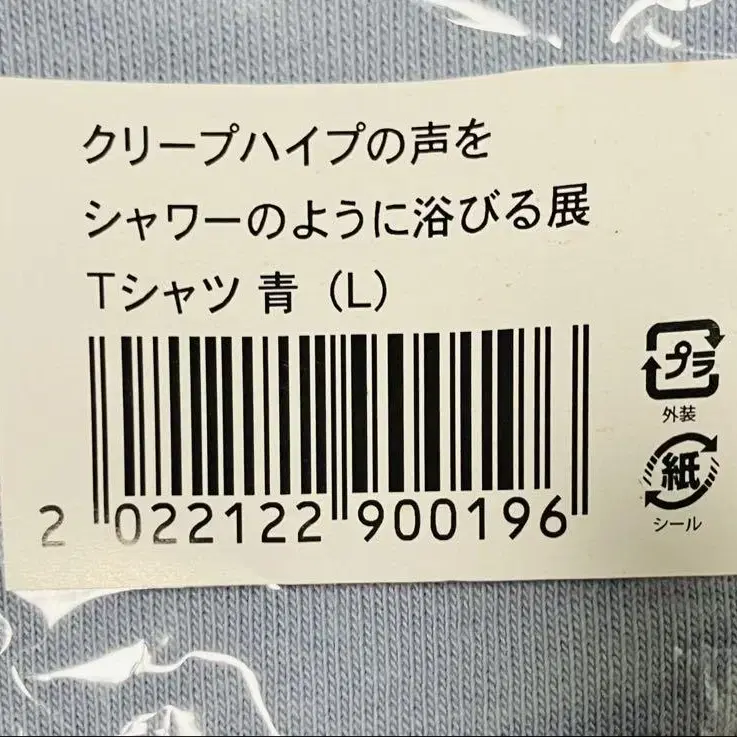 クリープハイプの声を
シャワーのように浴びる展
Tシャツ 青（L）
2 022122 900196
プラ
外装
紙
シール